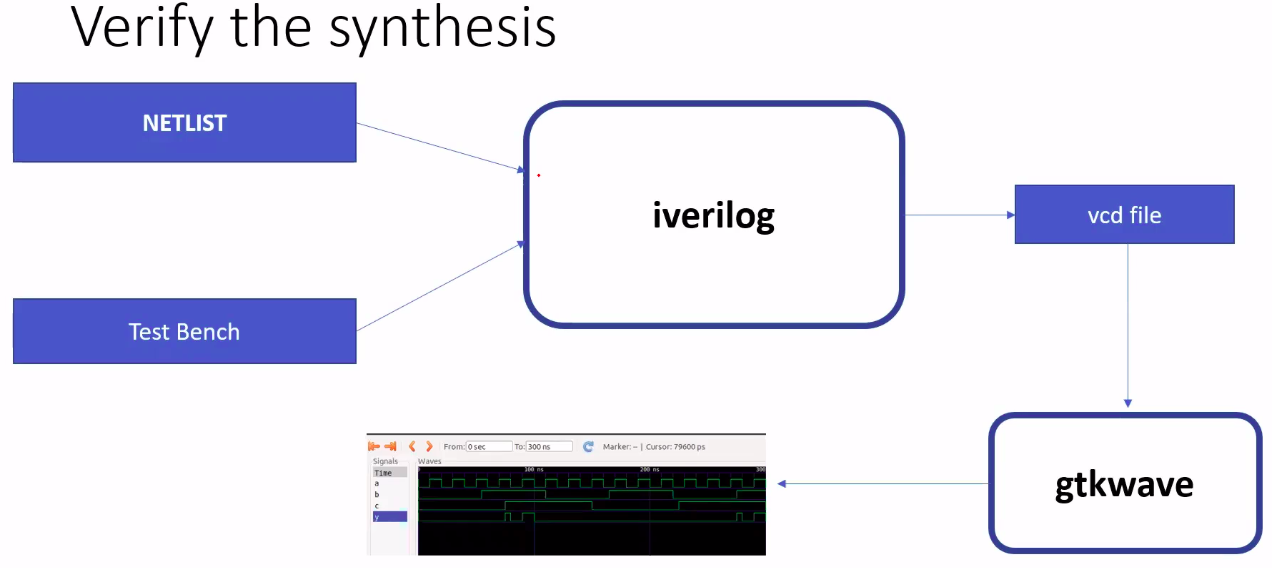 Verify the synthesis
NETLIST
iverilog
vcd file
Test Bench
From: 0 sec To: 300 ns Marker: -- | Cursor: 79600 ps
Signals Waves
Time 100 ns 200 ns 300
a
b
c
y
gtkwave